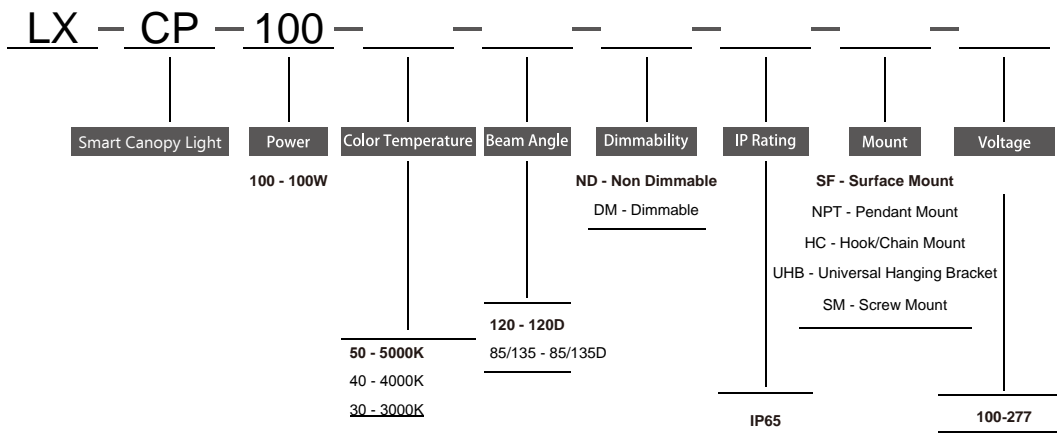 LX – CP – 100 – – – – – –
Smart Canopy Light Power Color Temperature Beam Angle Dimmability IP Rating Mount Voltage
100 - 100W
ND - Non Dimmable
DM - Dimmable
SF - Surface Mount
NPT - Pendant Mount
HC - Hook/Chain Mount
UHB - Universal Hanging Bracket
SM - Screw Mount
120 - 120D
85/135 - 85/135D
50 - 5000K
40 - 4000K
30 - 3000K
IP65
100-277